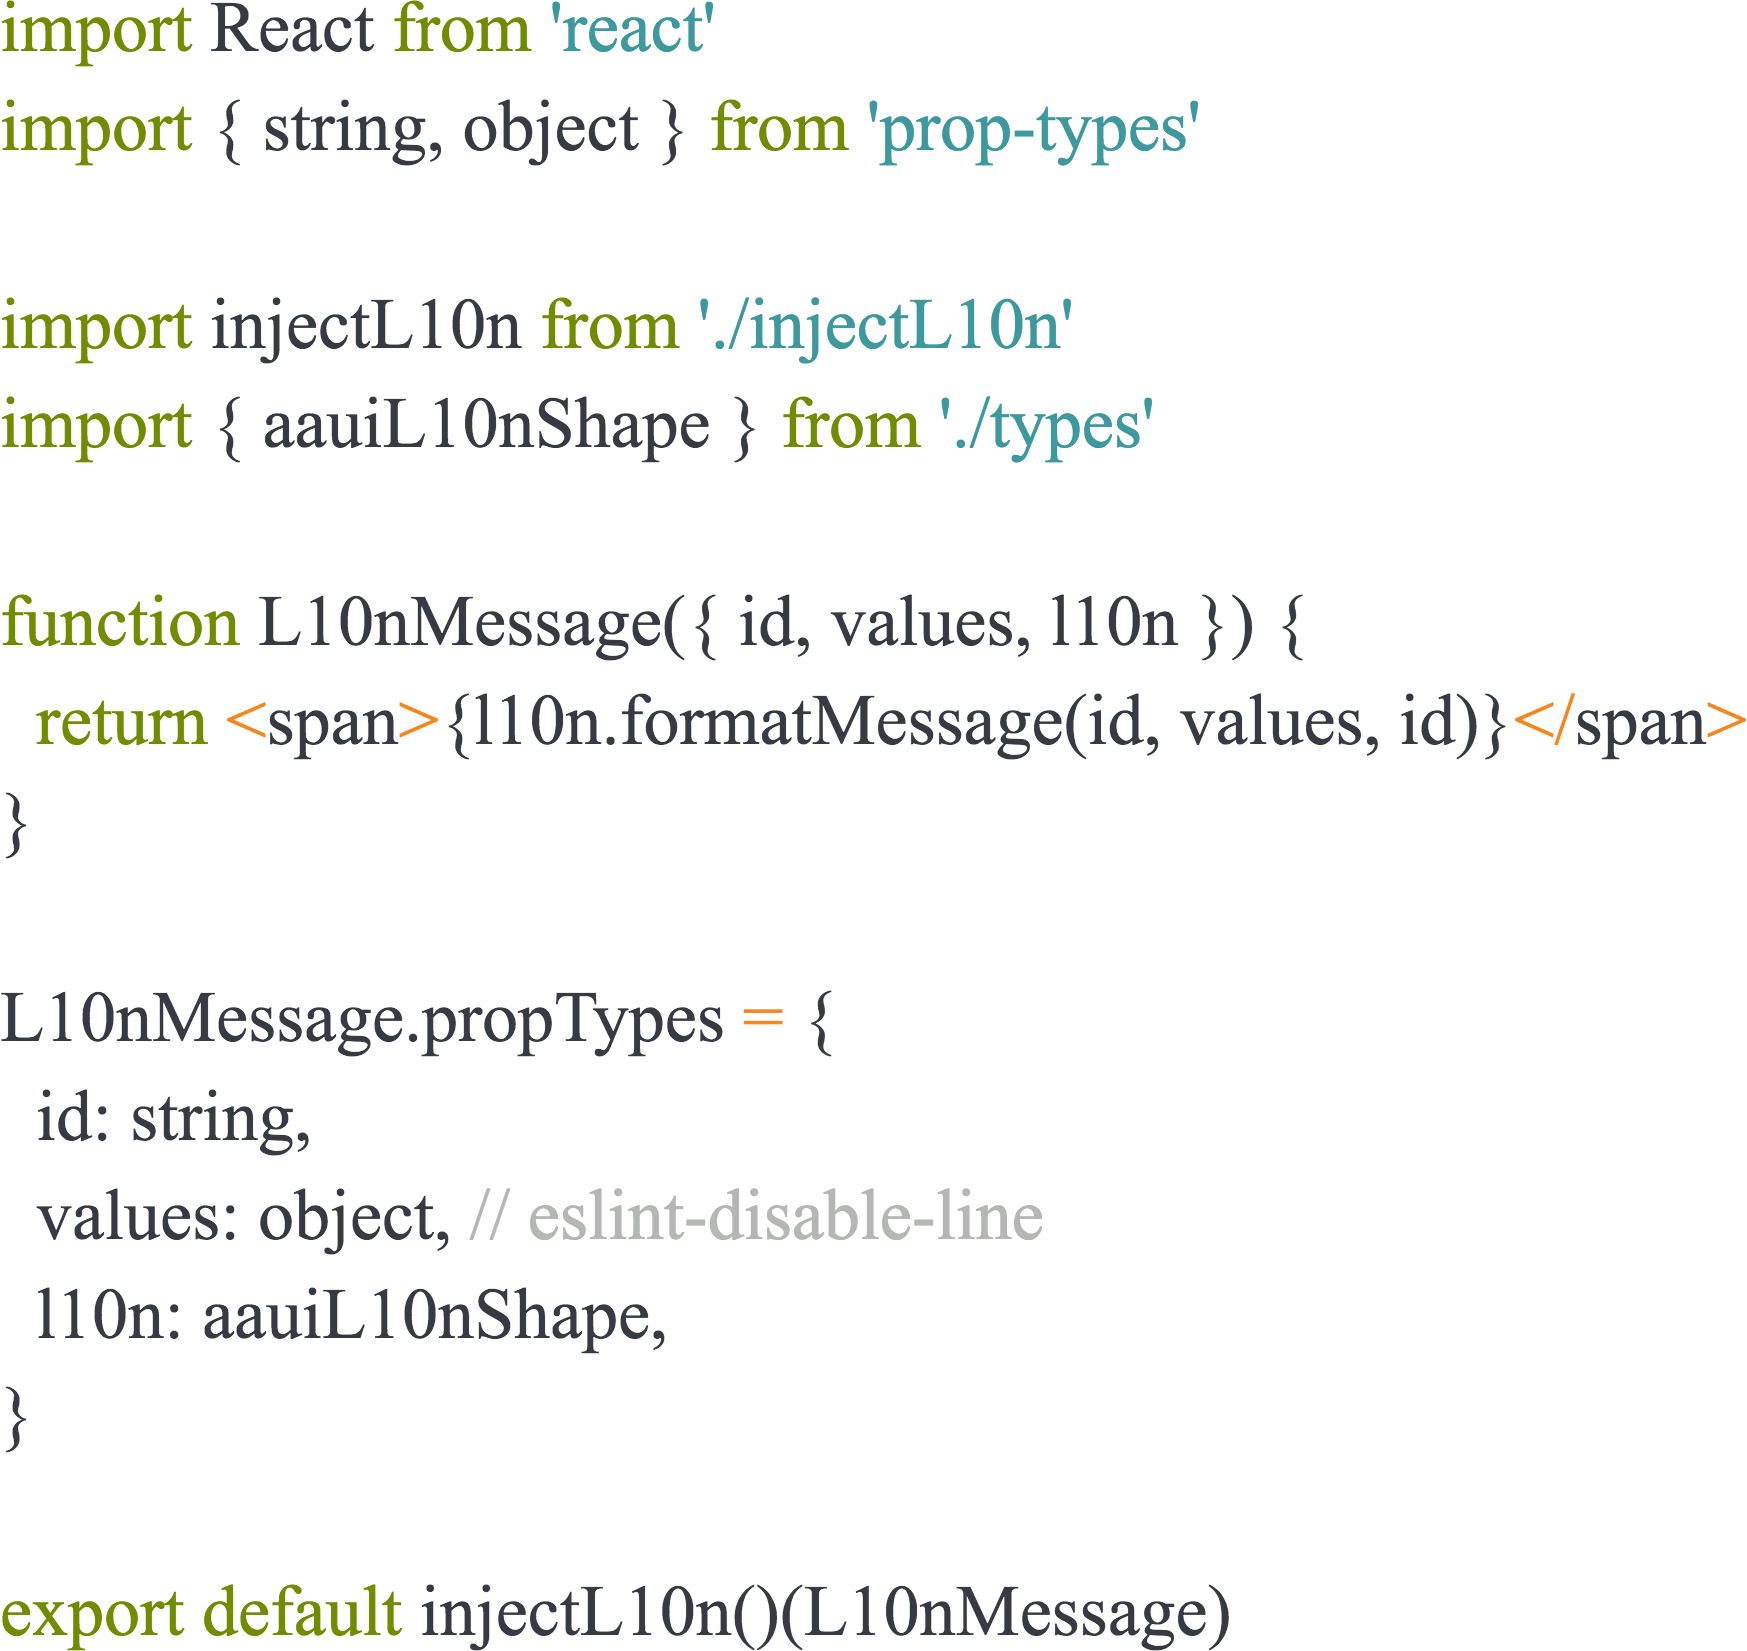 import React from 'react'
import { string, object } from 'prop-types'

import injectL10n from './injectL10n'
import { aauiL10nShape } from './types'

function L10nMessage({ id, values, l10n }) {
  return <span>{l10n.formatMessage(id, values, id)}</span>
}

L10nMessage.propTypes = {
  id: string,
  values: object, // eslint-disable-line
  l10n: aauiL10nShape,
}

export default injectL10n()(L10nMessage)